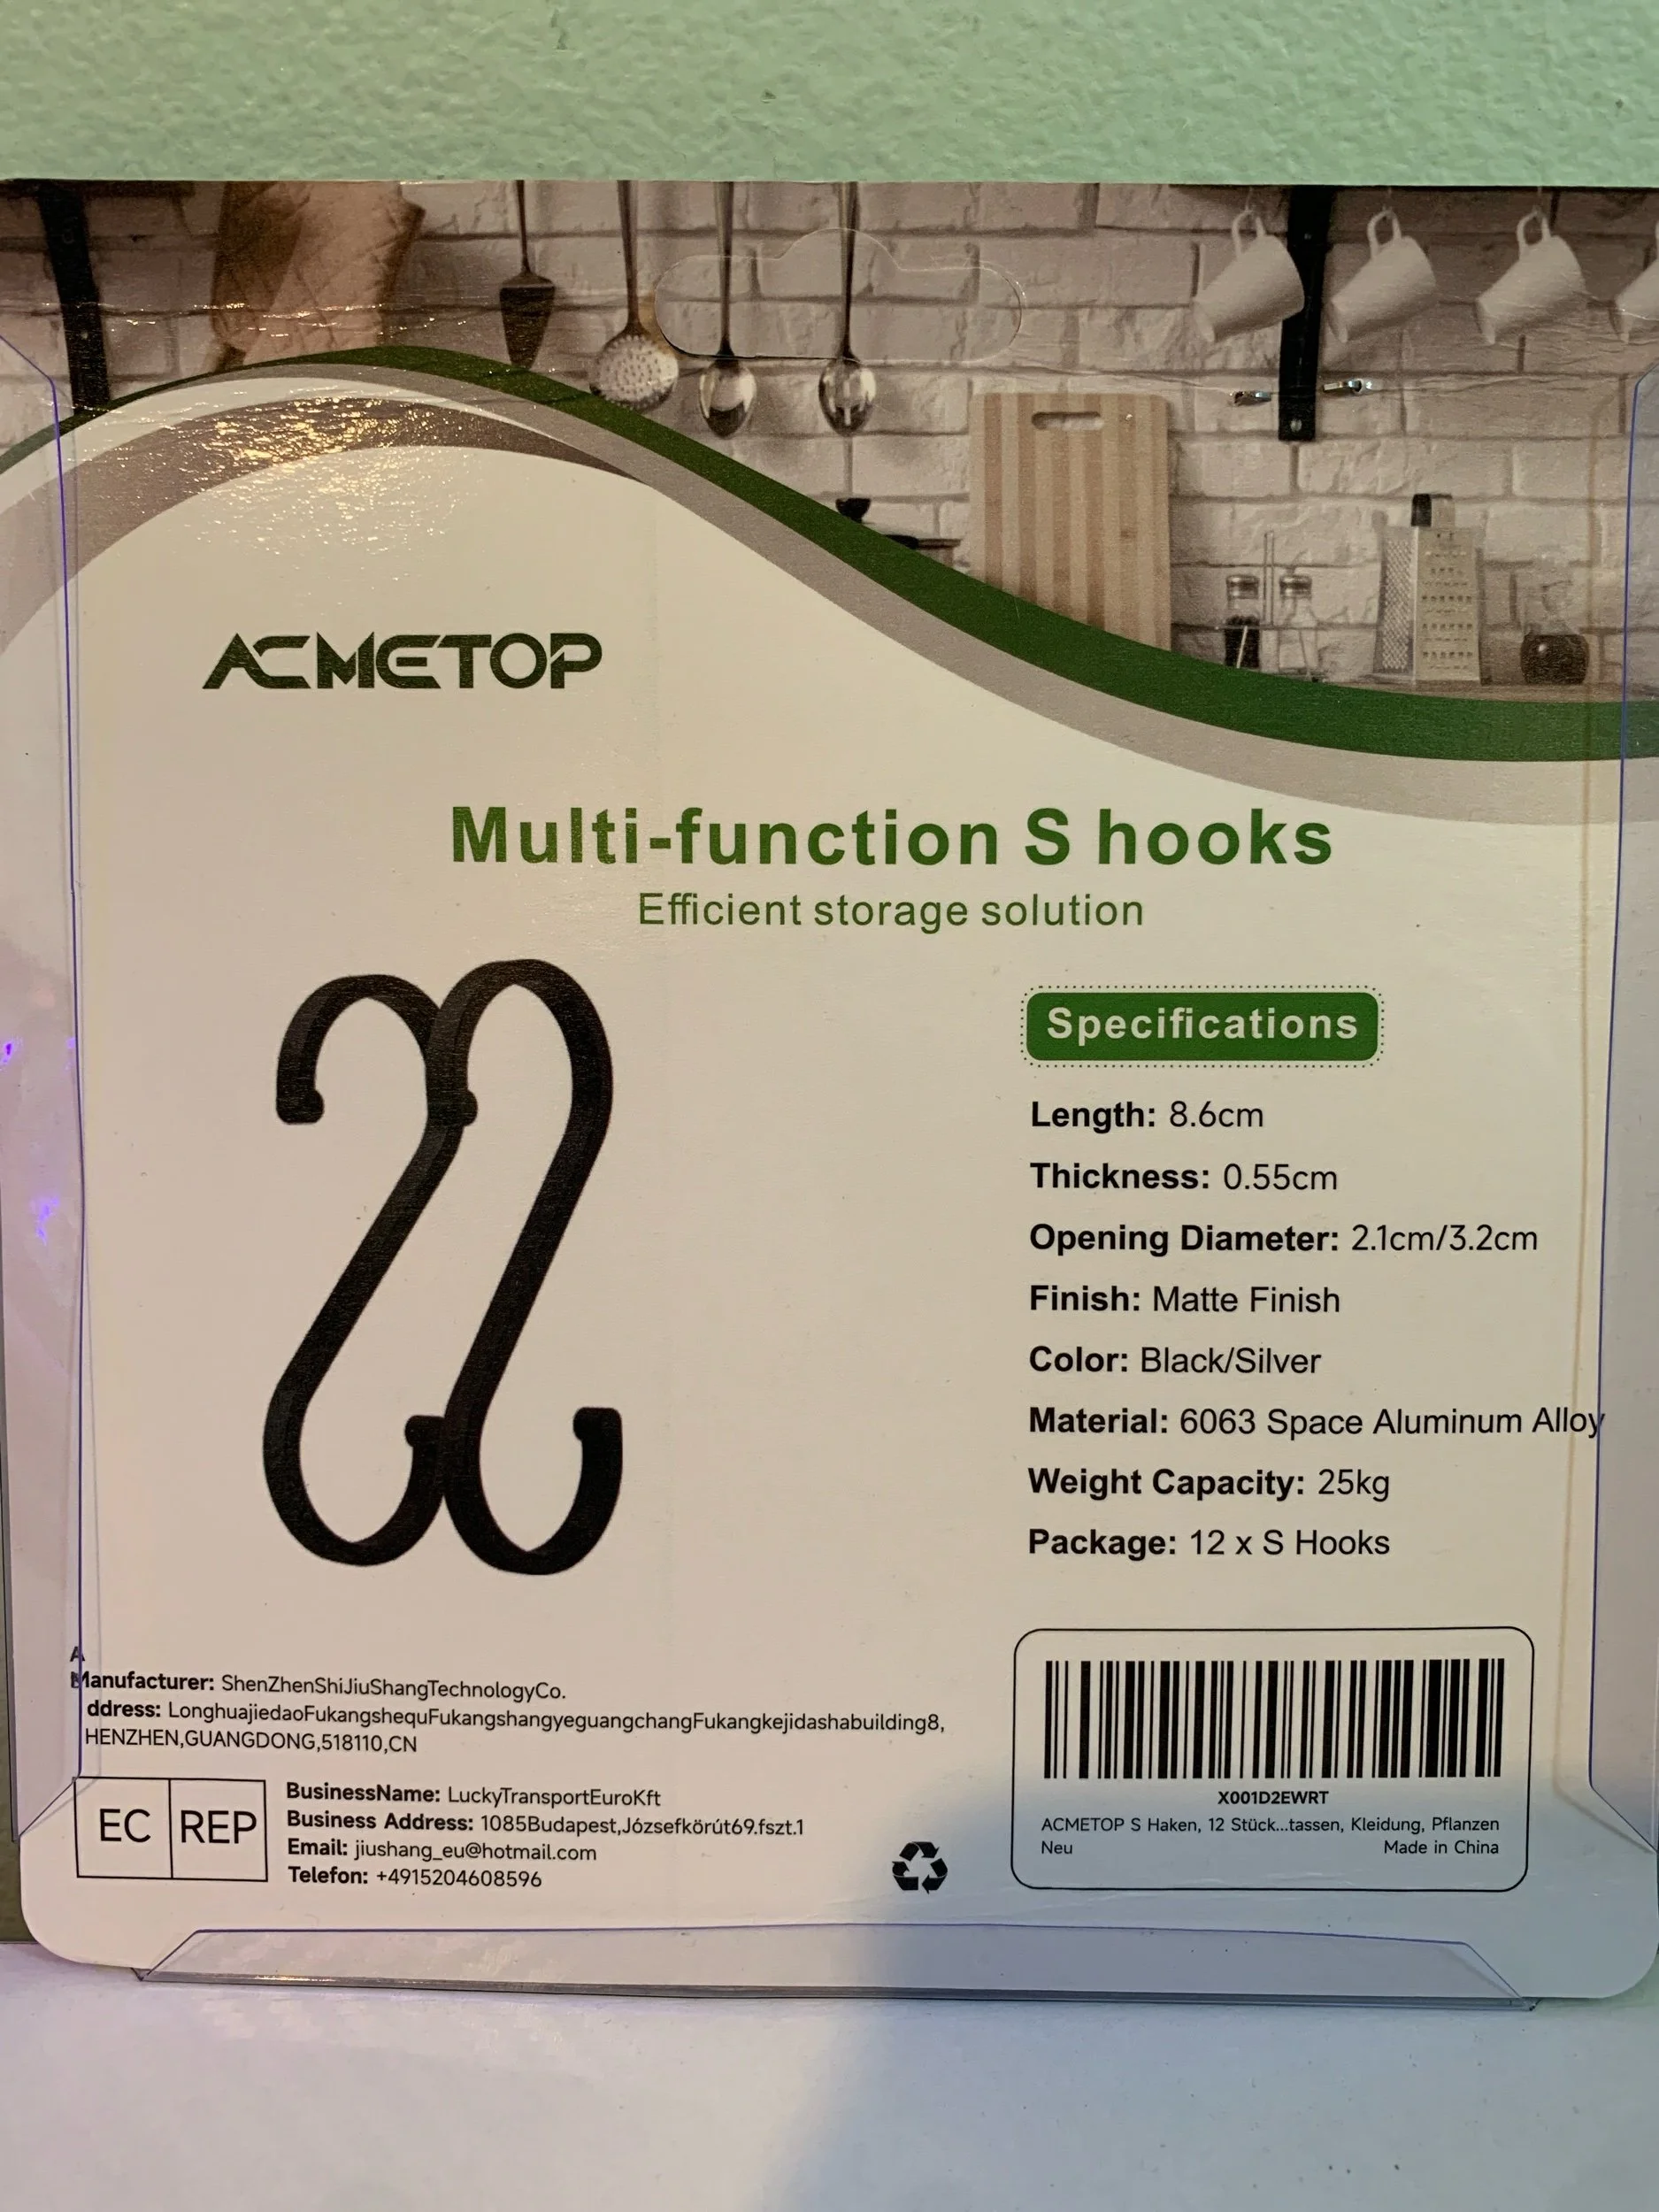 ACMETOP
Multi-function S hooks
Efficient storage solution
Specifications
Length: 8.6cm
Thickness: 0.55cm
Opening Diameter: 2.1cm/3.2cm
Finish: Matte Finish
Color: Black/Silver
Material: 6063 Space Aluminum Alloy
Weight Capacity: 25kg
Package: 12 x S Hooks
A
Manufacturer: ShenZhenShiJiuShangTechnologyCo.
ddress: LonghuajiedaoFukangshequFukangshangyeguangchangFukangkejidashabuilding8,
HENZHEN,GUANGDONG,518110,CN
EC REP
BusinessName: LuckyTransportEuroKft
Business Address: 1085Budapest,Józsefkörút69.fszt.1
Email: jiushang_eu@hotmail.com
Telefon: +4915204608596
X001D2EWRT
ACMETOP S Haken, 12 Stück...tassen, Kleidung, Pflanzen
Neu Made in China